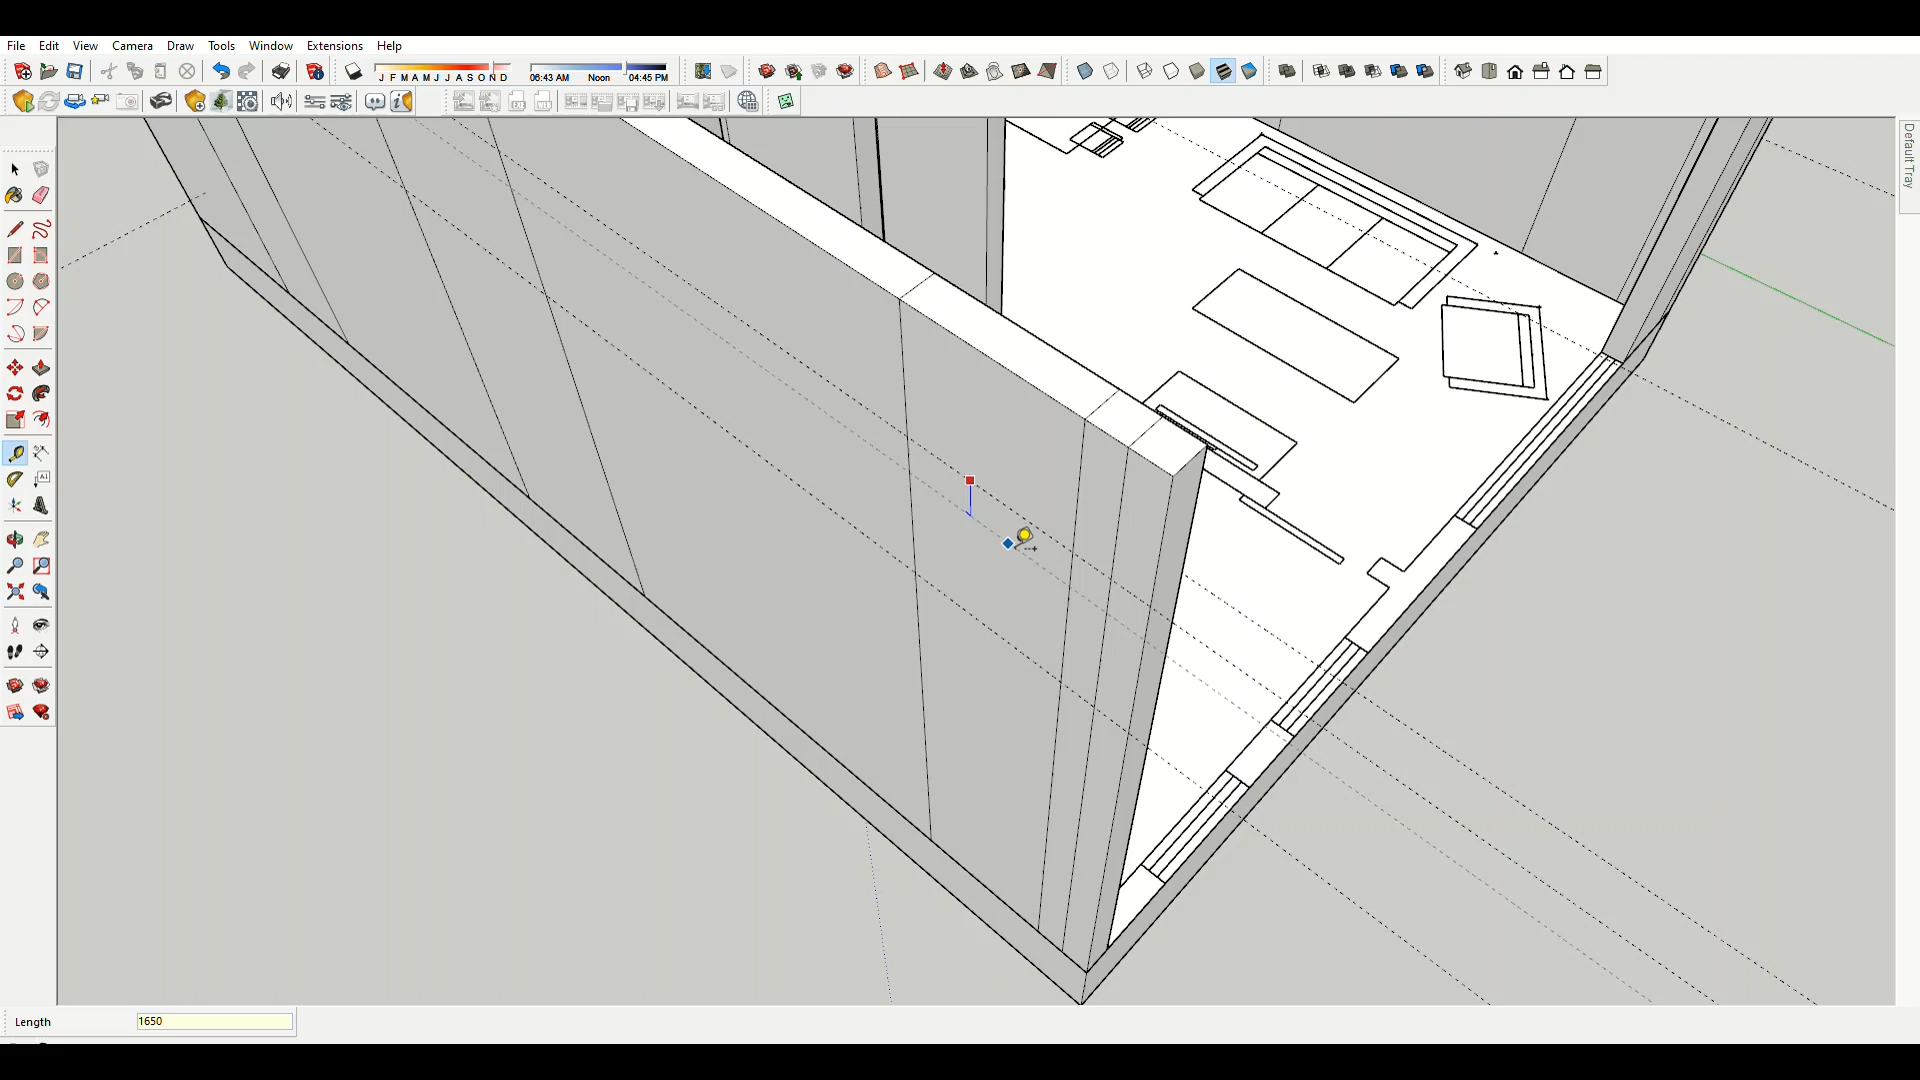 File Edit View Camera Draw Tools Window Extensions Help
J F M A M J J A S O N D 06:43 AM Noon 04:45 PM
Default Tray
Length 1650